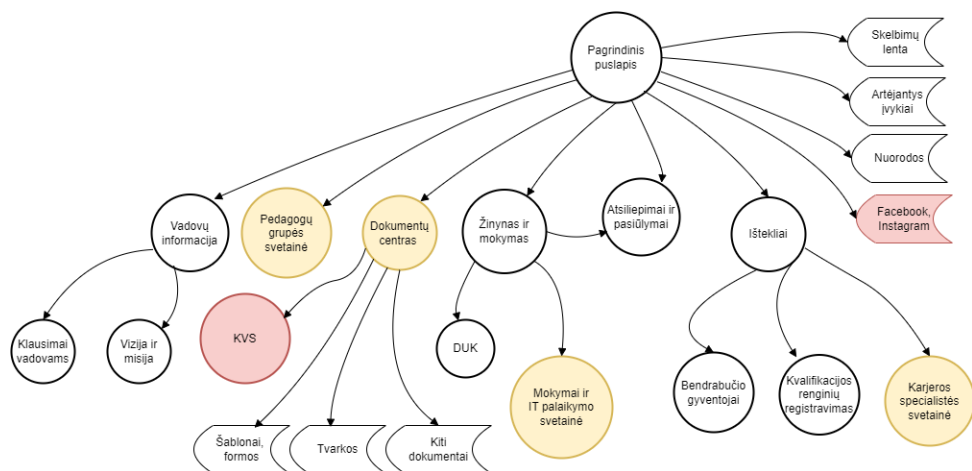 Pagrindinis
puslapis
Skelbimų
lenta
Artėjantys
įvykiai
Nuorodos
Facebook,
Instagram
Vadovų
informacija
Pedagogų
grupės
svetainė
Dokumentų
centras
Žinynas ir
mokymas
Atsiliepimai ir
pasiūlymai
Ištekliai
Klausimai
vadovams
Vizija ir
misija
KVS
DUK
Mokymai ir
IT palaikymo
svetainė
Bendrabučio
gyventojai
Kvalifikacijos
renginių
registravimas
Karjeros
specialistės
svetainė
Šablonai,
formos
Tvarkos
Kiti
dokumentai